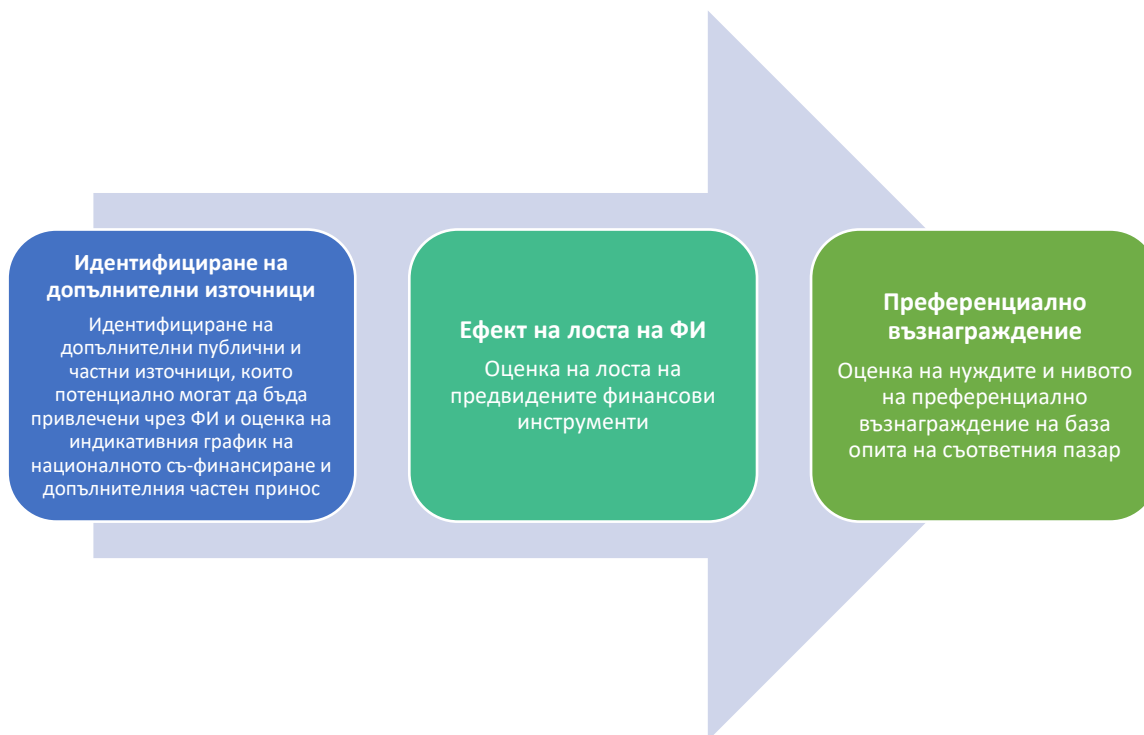 Идентифициране на
допълнителни източници
Идентифициране на
допълнителни публични и
частни източници, които
потенциално могат да бъда
привлечени чрез ФИ и оценка на
индикативния график на
националното съ-финансиране и
допълнителния частен принос
Ефект на лоста на ФИ
Оценка на лоста на
предвидените финансови
инструменти
Преференциално
възнаграждение
Оценка на нуждите и нивото
на преференциално
възнаграждение на база
опита на съответния пазар